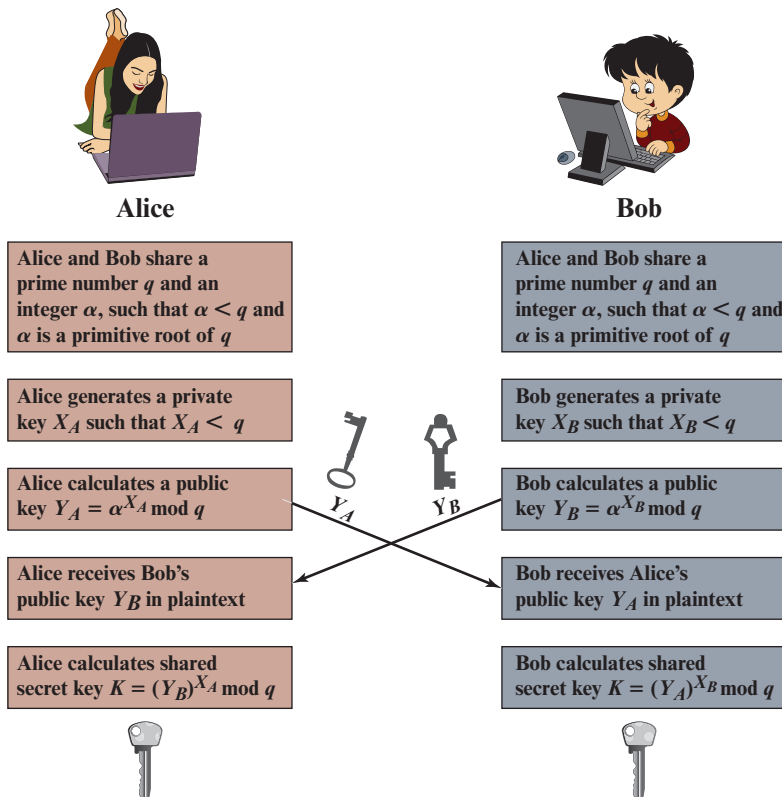 Alice
Alice and Bob share a
prime number q and an
integer α, such that α < q and
α is a primitive root of q
Alice generates a private
key X_A such that X_A < q
Alice calculates a public
key Y_A = α^{X_A} mod q
Alice receives Bob's
public key Y_B in plaintext
Alice calculates shared
secret key K = (Y_B)^{X_A} mod q
Y_A
Y_B
Bob
Alice and Bob share a
prime number q and an
integer α, such that α < q and
α is a primitive root of q
Bob generates a private
key X_B such that X_B < q
Bob calculates a public
key Y_B = α^{X_B} mod q
Bob receives Alice's
public key Y_A in plaintext
Bob calculates shared
secret key K = (Y_A)^{X_B} mod q